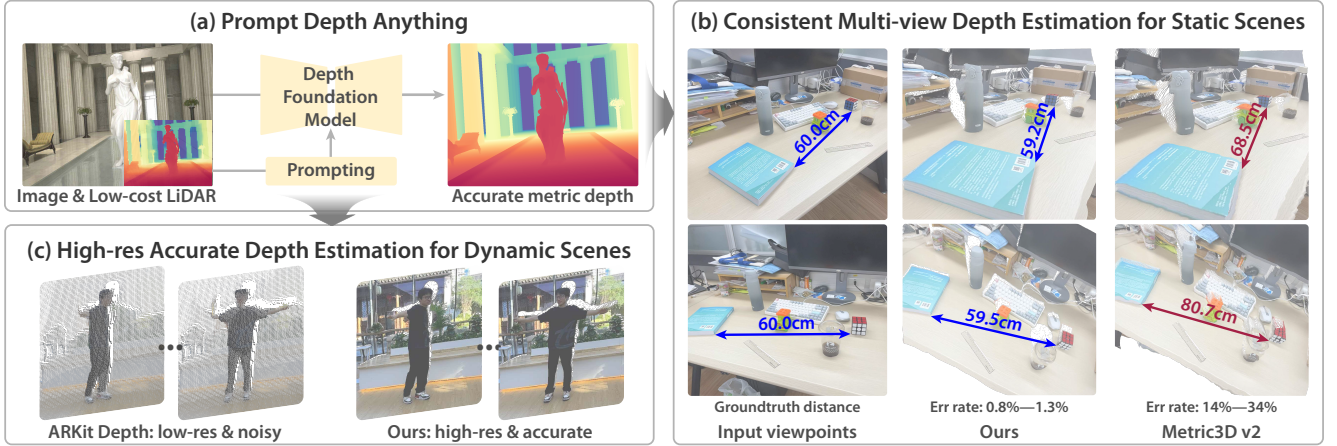 (a) Prompt Depth Anything
Depth
Foundation
Model
Prompting
Image & Low-cost LiDAR
Accurate metric depth
(b) Consistent Multi-view Depth Estimation for Static Scenes
60.0cm
59.2cm
68.5cm
60.0cm
59.5cm
80.7cm
Groundtruth distance
Err rate: 0.8%—1.3%
Err rate: 14%—34%
Input viewpoints
Ours
Metric3D v2
(c) High-res Accurate Depth Estimation for Dynamic Scenes
ARKit Depth: low-res & noisy
Ours: high-res & accurate